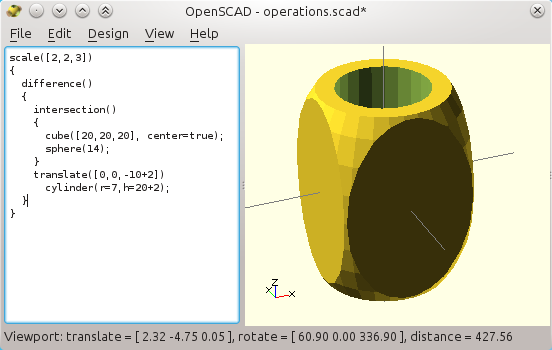 OpenSCAD - operations.scad*
File Edit Design View Help
scale([2,2,3])
{
difference()
{
intersection()
{
cube([20,20,20], center=true);
sphere(14);
}
translate([0,0,-10+2])
cylinder(r=7,h=20+2);
}
}
Z
Y X
Viewport: translate = [ 2.32 -4.75 0.05 ], rotate = [ 60.90 0.00 336.90 ], distance = 427.56